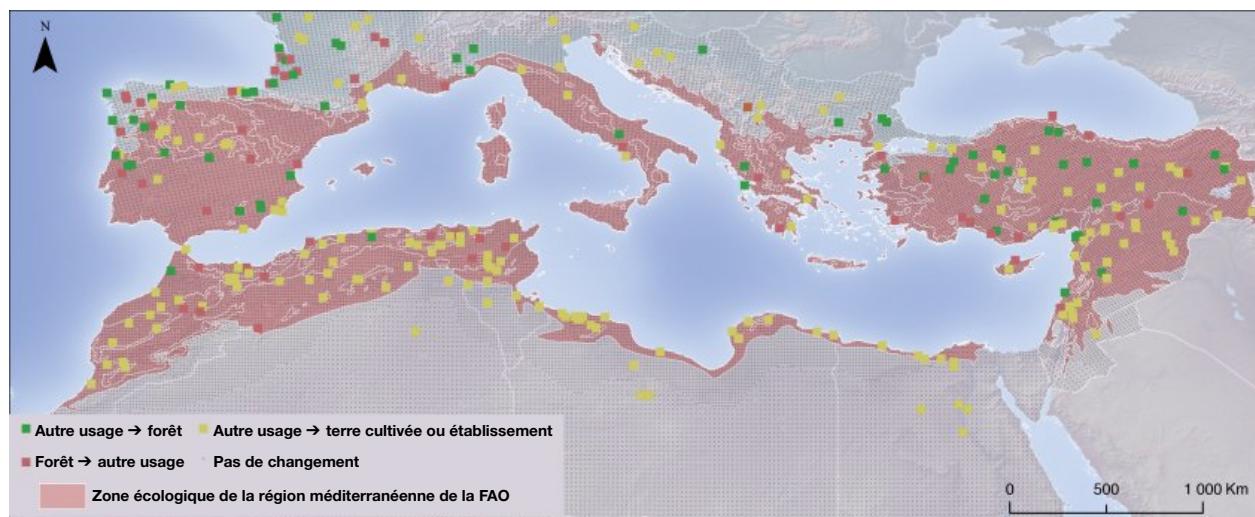 N
Autre usage → forêt
Autre usage → terre cultivée ou établissement
Forêt → autre usage
Pas de changement
Zone écologique de la région méditerranéenne de la FAO
0 500 1 000 Km